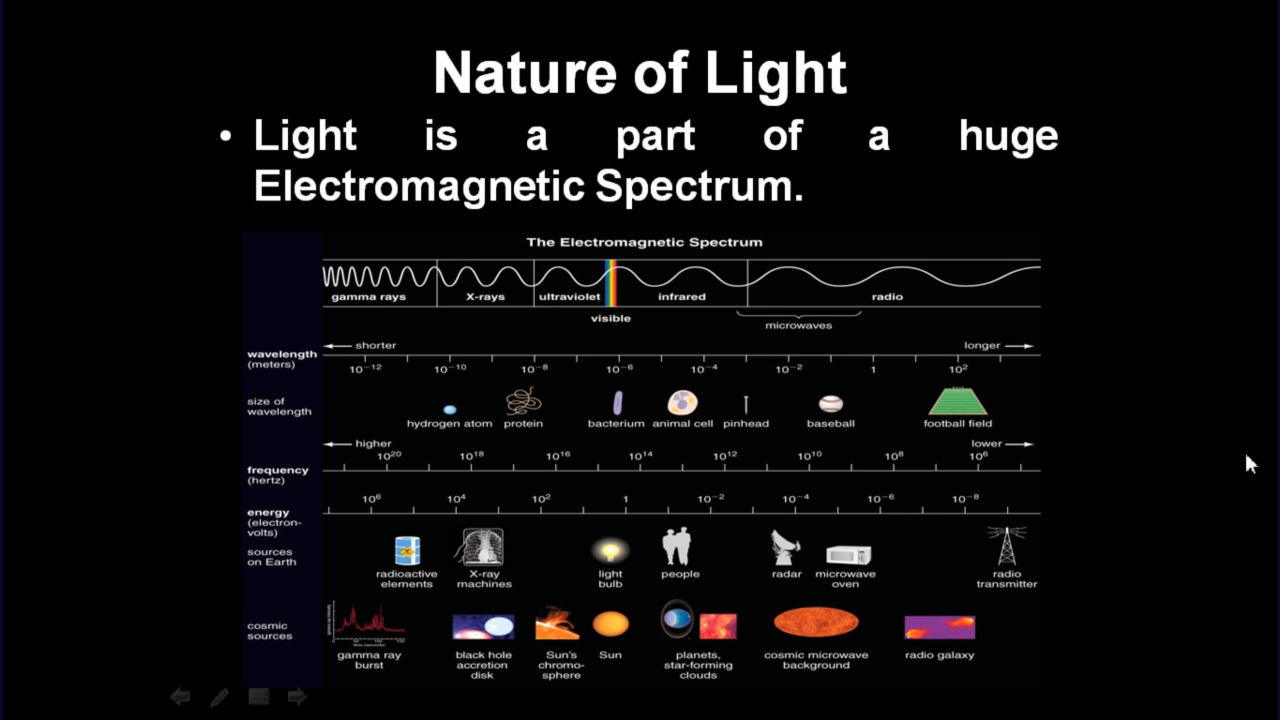 Nature of Light
• Light is a part of a huge
Electromagnetic Spectrum.
The Electromagnetic Spectrum
gamma rays X-rays ultraviolet infrared radio
visible
microwaves
shorter longer
wavelength
(meters)
10⁻¹² 10⁻¹⁰ 10⁻⁸ 10⁻⁶ 10⁻⁴ 10⁻² 1 10²
size of
wavelength
hydrogen atom protein bacterium animal cell pinhead baseball football field
higher lower
10²⁰ 10¹⁸ 10¹⁶ 10¹⁴ 10¹² 10¹⁰ 10⁸ 10⁶
frequency
(hertz)
10⁶ 10⁴ 10² 1 10⁻² 10⁻⁴ 10⁻⁶ 10⁻⁸
energy
(electron-
volts)
sources
on Earth
radioactive
elements
X-ray
machines
light
bulb
people
radar
microwave
oven
radio
transmitter
cosmic
sources
gamma ray
burst
black hole
accretion
disk
Sun's
chromo-
sphere
Sun
planets,
star-forming
clouds
cosmic microwave
background
radio galaxy